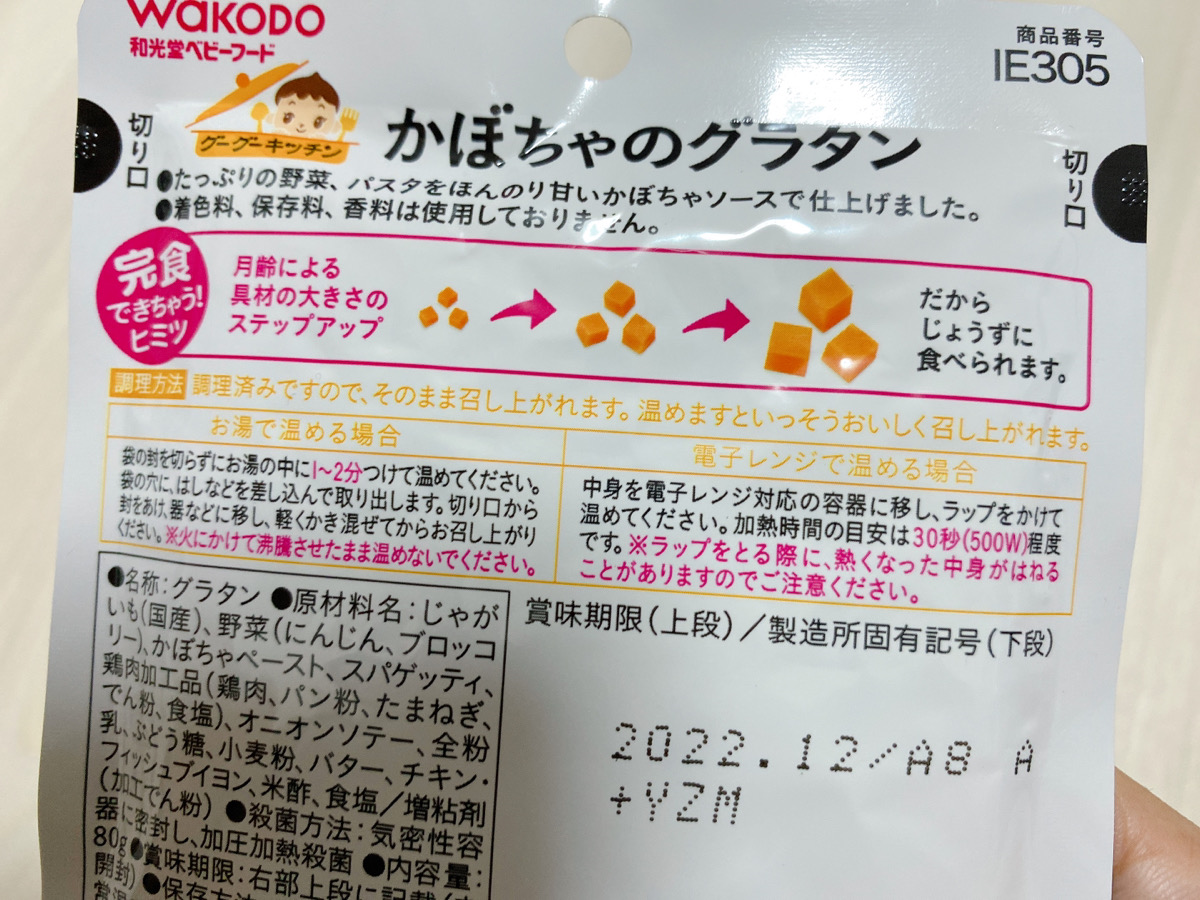 WaKODO
和光堂ベビーフード
商品番号
IE305
グーグーキッチン
かぼちゃのグラタン
切り口
切り口
●たっぷりの野菜、パスタをほんのり甘いかぼちゃソースで仕上げました。
●着色料、保存料、香料は使用しておりません。
完食
できちゃう!
ヒミツ
月齢による
具材の大きさの
ステップアップ
だから
じょうずに
食べられます。
調理方法 調理済みですので、そのまま召し上がれます。温めますといっそうおいしく召し上がれます。
お湯で温める場合
袋の封を切らずにお湯の中に1～2分つけて温めてください。
袋の穴に、はしなどを差し込んで取り出します。切り口から
封をあけ、器などに移し、軽くかき混ぜてからお召し上がり
ください。※火にかけて沸騰させたまま温めないでください。
電子レンジで温める場合
中身を電子レンジ対応の容器に移し、ラップをかけて
温めてください。加熱時間の目安は30秒(500W)程度
です。※ラップをとる際に、熱くなった中身がはねる
ことがありますのでご注意ください。
●名称:グラタン ●原材料名:じゃが
いも(国産)、野菜(にんじん、ブロッコ
リー)、かぼちゃペースト、スパゲッティ、
鶏肉加工品(鶏肉、パン粉、たまねぎ、
でん粉、食塩)、オニオンソテー、全粉
乳、ぶどう糖、小麦粉、バター、チキン・
フィッシュブイヨン、米酢、食塩/増粘剤
(加工でん粉) ●殺菌方法:気密性容
器に密封し、加圧加熱殺菌 ●内容量:
80g ●賞味期限:右部上段に記載(未
開封) ●保存方法
賞味期限(上段)/製造所固有記号(下段)
2022.12/A8 A
+YZM